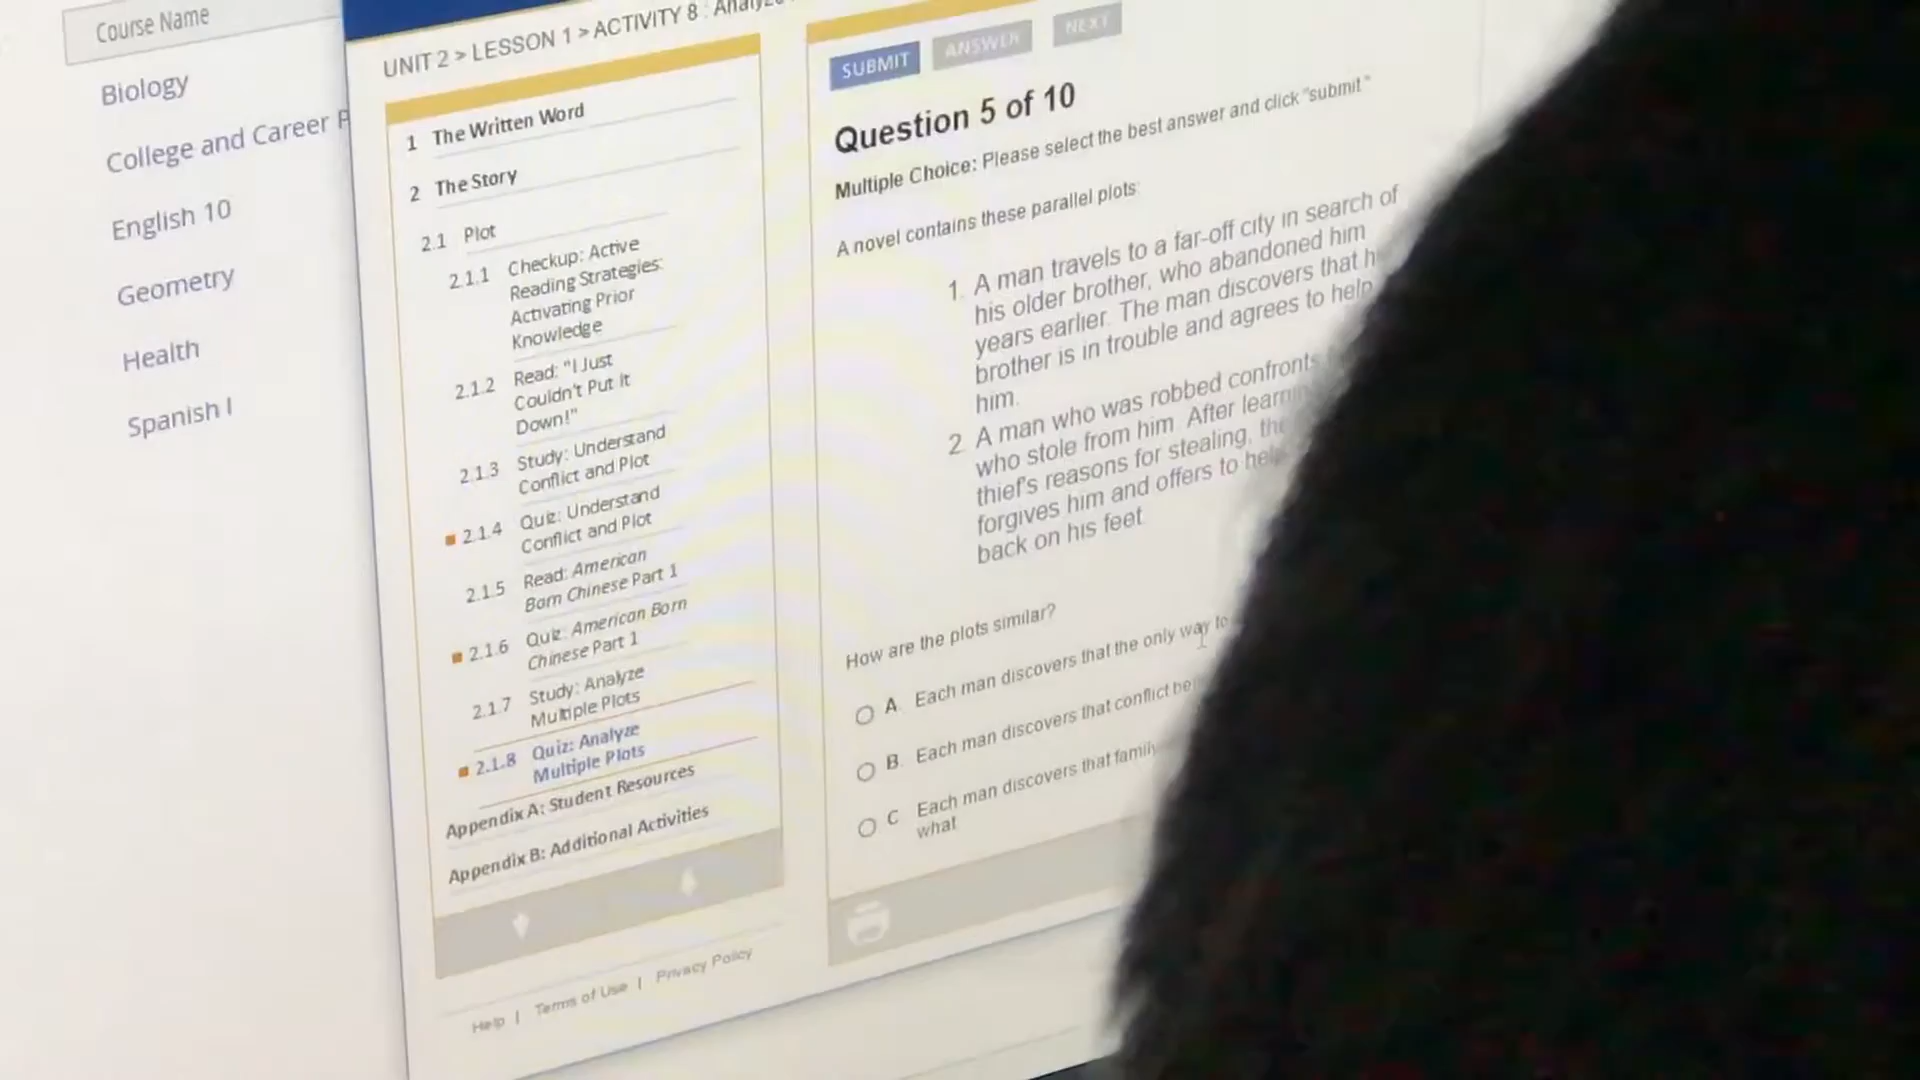 Course Name
Biology
College and Career
English 10
Geometry
Health
Spanish I
UNIT 2 > LESSON 1 > ACTIVITY 8 :
1 The Written Word
2 The Story
2.1 Plot
2.1.1 Checkup: Active
Reading Strategies:
Activating Prior
Knowledge
2.1.2 Read: "I Just
Couldn't Put it
Down!"
2.1.3 Study: Understand
Conflict and Plot
2.1.4 Quiz: Understand
Conflict and Plot
2.1.5 Read: American
Born Chinese Part 1
2.1.6 Quiz: American Born
Chinese Part 1
2.1.7 Study: Analyze
Multiple Plots
2.1.8 Quiz: Analyze
Multiple Plots
Appendix A: Student Resources
Appendix B: Additional Activities
Help | Terms of Use | Privacy Policy
SUBMIT ANSWER NEXT
Question 5 of 10
Multiple Choice: Please select the best answer and click "submit."
A novel contains these parallel plots:
1. A man travels to a far-off city in search of
his older brother, who abandoned him
years earlier. The man discovers that
brother is in trouble and agrees to help
him.
2. A man who was robbed confronts
who stole from him. After
thief's reasons for stealing,
forgives him and offers to
back on his feet.
How are the plots similar?
A. Each man discovers that the only way to
B. Each man discovers that conflict
C. Each man discovers that
what